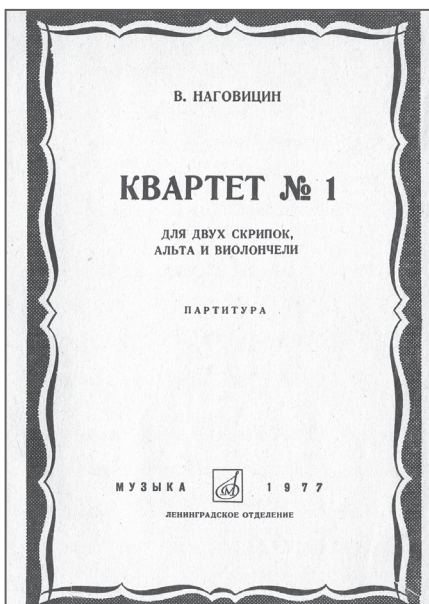 В. НАГОВИЦИН
КВАРТЕТ № 1
ДЛЯ ДВУХ СКРИПОК,
АЛЬТА И ВИОЛОНЧЕЛИ
ПАРТИТУРА
МУЗЫКА 1977
ЛЕНИНГРАДСКОЕ ОТДЕЛЕНИЕ